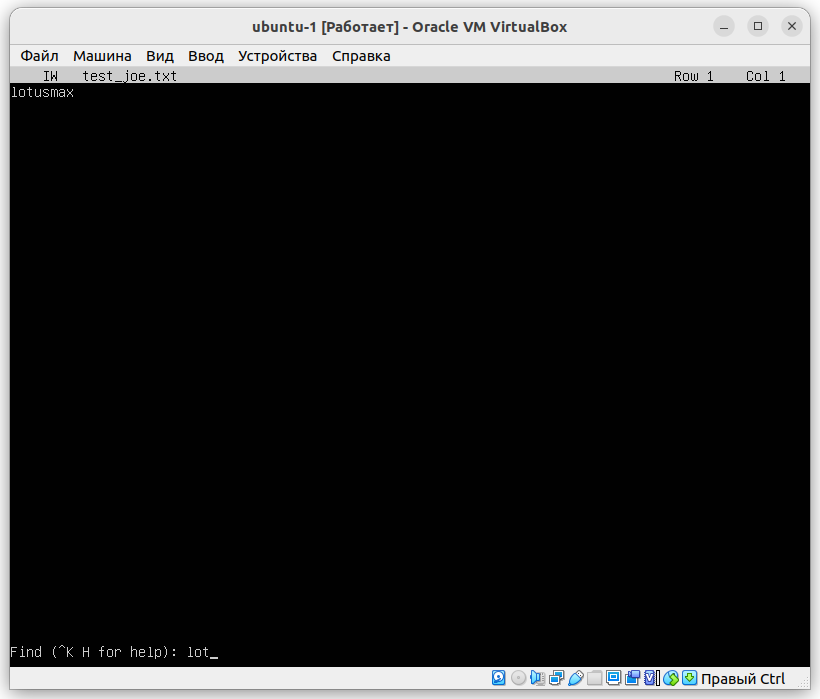 ubuntu-1 [Работает] - Oracle VM VirtualBox
Файл Машина Вид Ввод Устройства Справка
IW test_joe.txt Row 1 Col 1
lotusmax
Find (^K H for help): lot_
Правый Ctrl